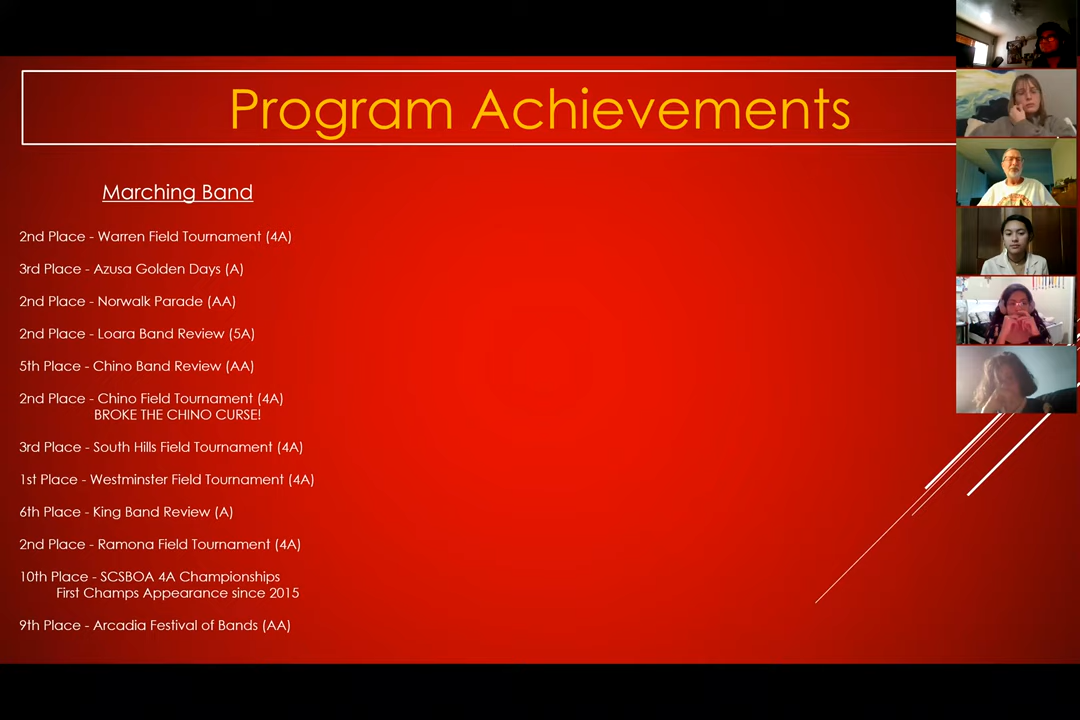 Program Achievements
Marching Band
2nd Place - Warren Field Tournament (4A)
3rd Place - Azusa Golden Days (A)
2nd Place - Norwalk Parade (AA)
2nd Place - Loara Band Review (5A)
5th Place - Chino Band Review (AA)
2nd Place - Chino Field Tournament (4A)
BROKE THE CHINO CURSE!
3rd Place - South Hills Field Tournament (4A)
1st Place - Westminster Field Tournament (4A)
6th Place - King Band Review (A)
2nd Place - Ramona Field Tournament (4A)
10th Place - SCSBOA 4A Championships
First Champs Appearance since 2015
9th Place - Arcadia Festival of Bands (AA)